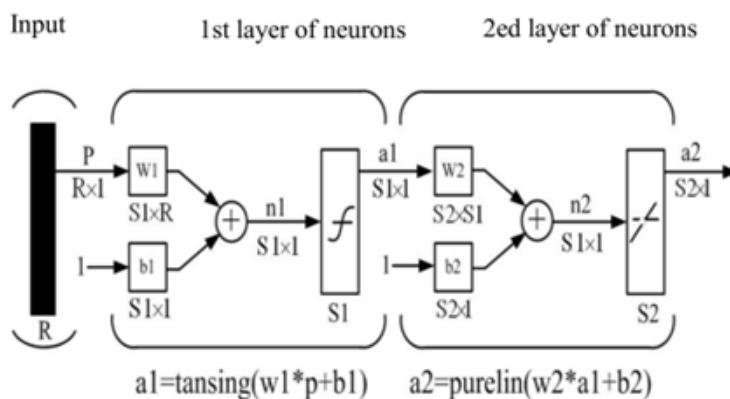 Input
1st layer of neurons
2ed layer of neurons
P
R×1
W1
S1×R
1
b1
S1×1
n1
S1×1
S1
a1
S1×1
W2
S2×S1
1
b2
S2×1
n2
S1×1
S2
a2
S2×1
R
a1=tansing(w1*p+b1)
a2=purelin(w2*a1+b2)